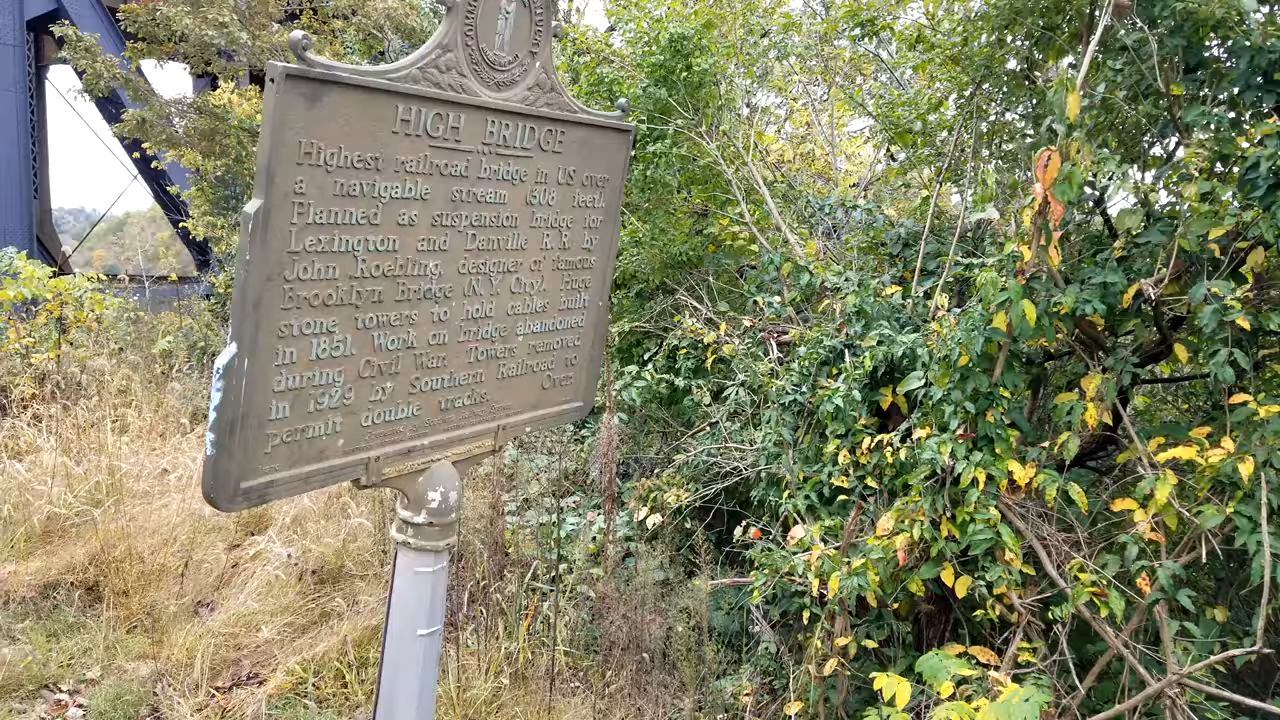 HIGH BRIDGE
Highest railroad bridge in US over
a navigable stream (308 feet).
Planned as suspension bridge for
Lexington and Danville R.R. by
John Roebling, designer of famous
Brooklyn Bridge (N.Y. City). Huge
stone towers to hold cables built
in 1851. Work on bridge abandoned
during Civil War. Towers removed
in 1929 by Southern Railroad to
permit double tracks. Over.